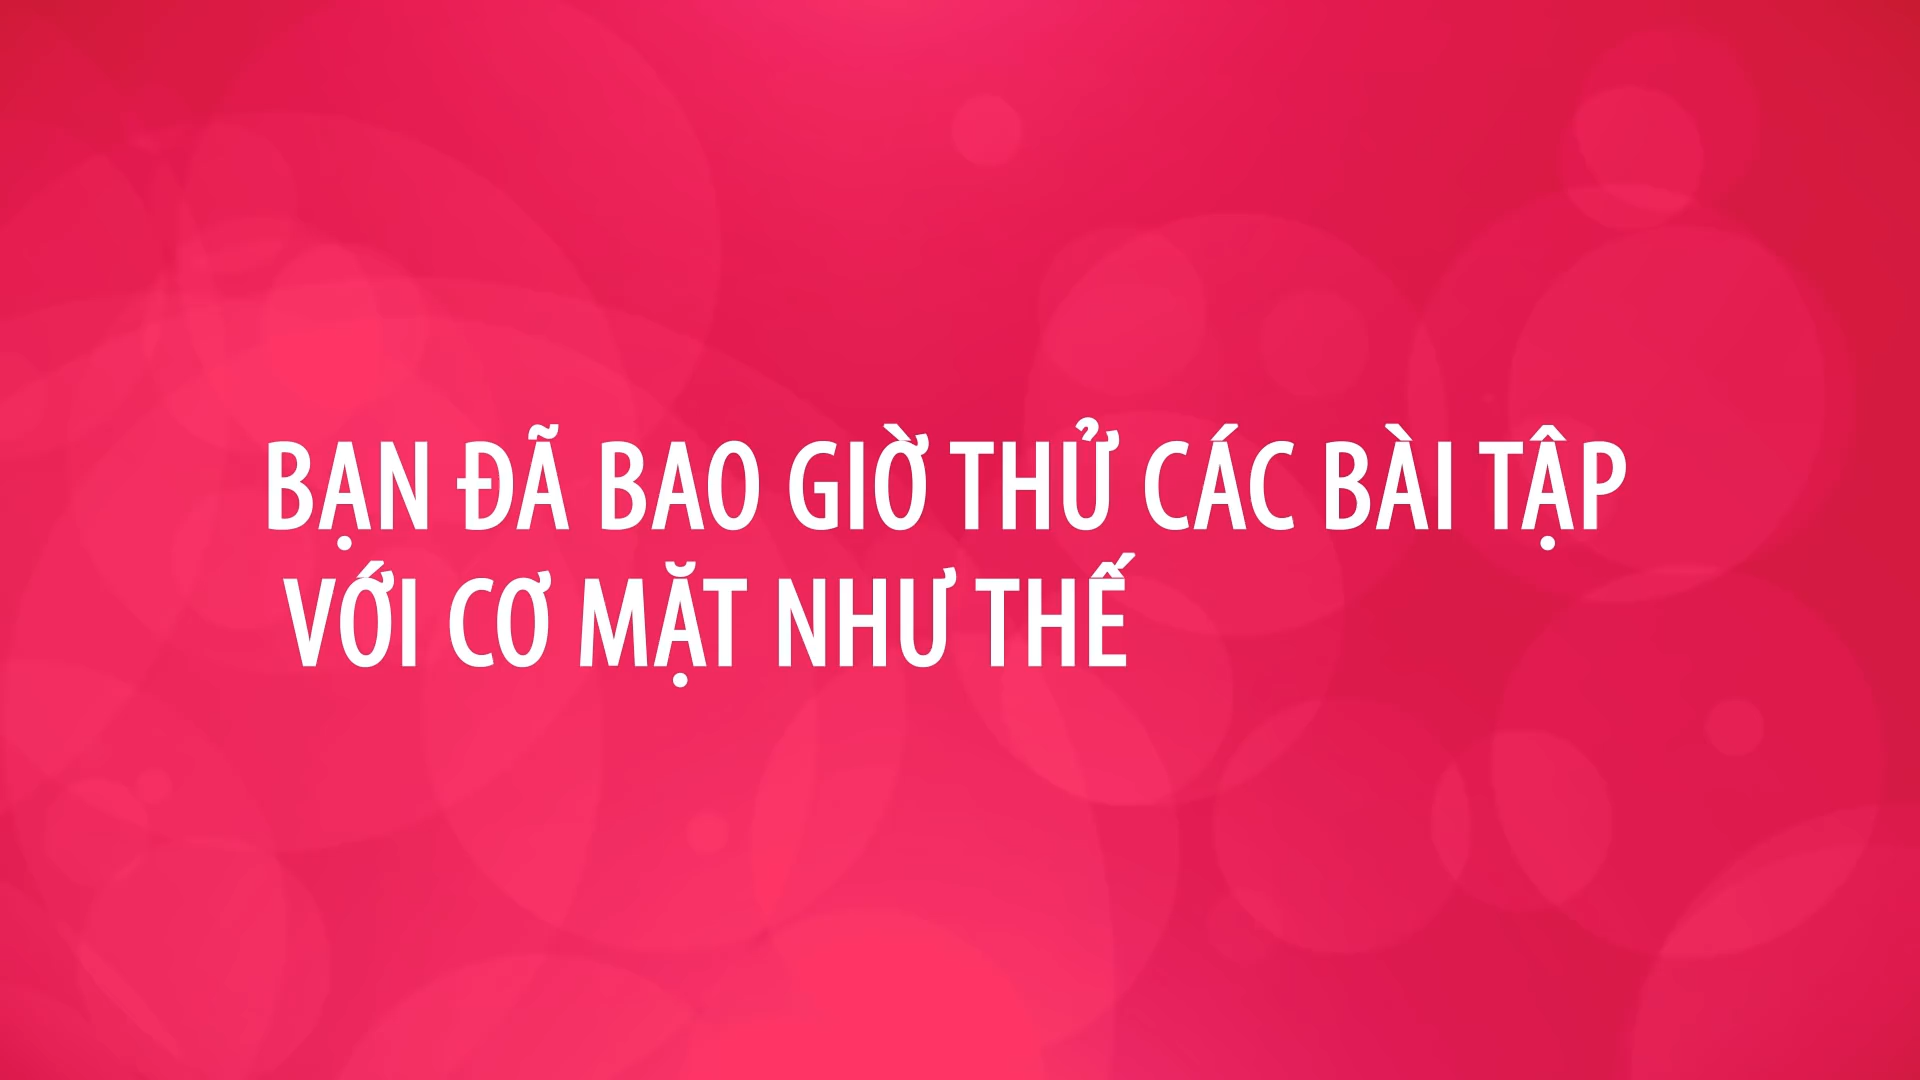 BẠN ĐÃ BAO GIỜ THỬ CÁC BÀI TẬP
VỚI CƠ MẶT NHƯ THẾ